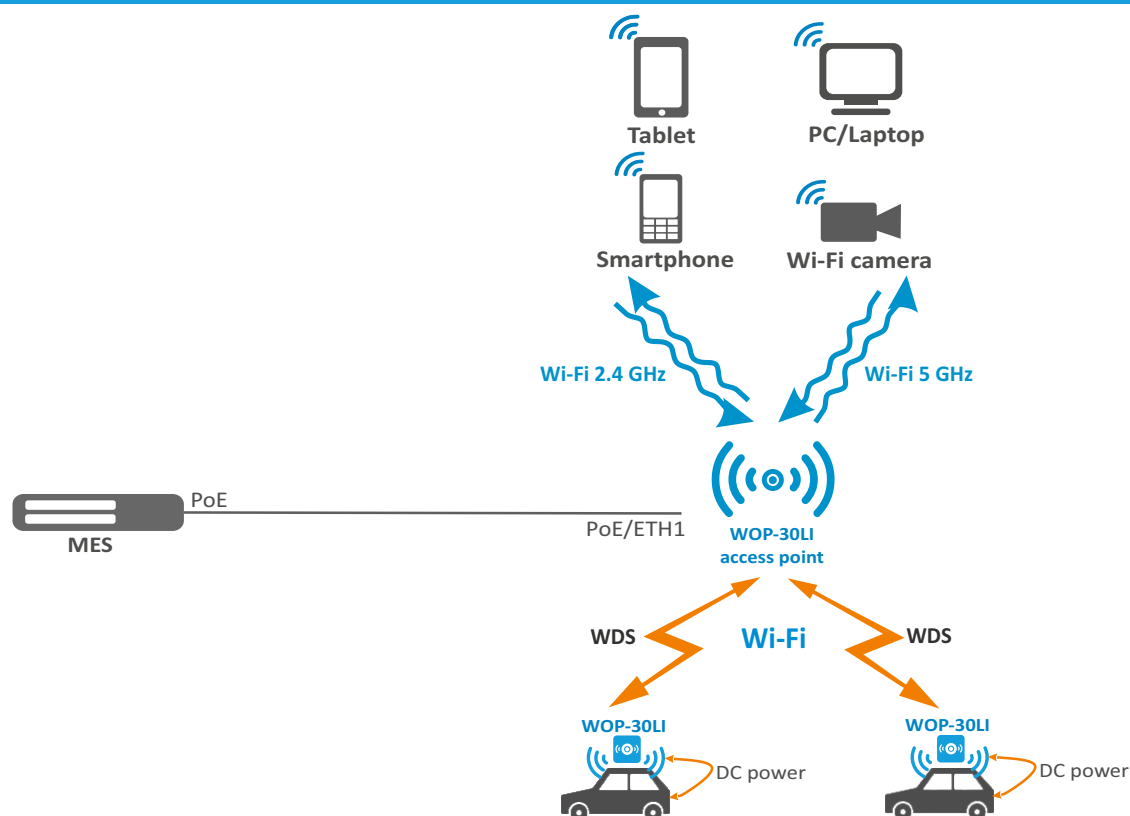 Tablet
PC/Laptop
Smartphone
Wi-Fi camera
Wi-Fi 2.4 GHz
Wi-Fi 5 GHz
PoE
MES
PoE/ETH1
WOP-30LI
access point
WDS
Wi-Fi
WDS
WOP-30LI
WOP-30LI
DC power
DC power